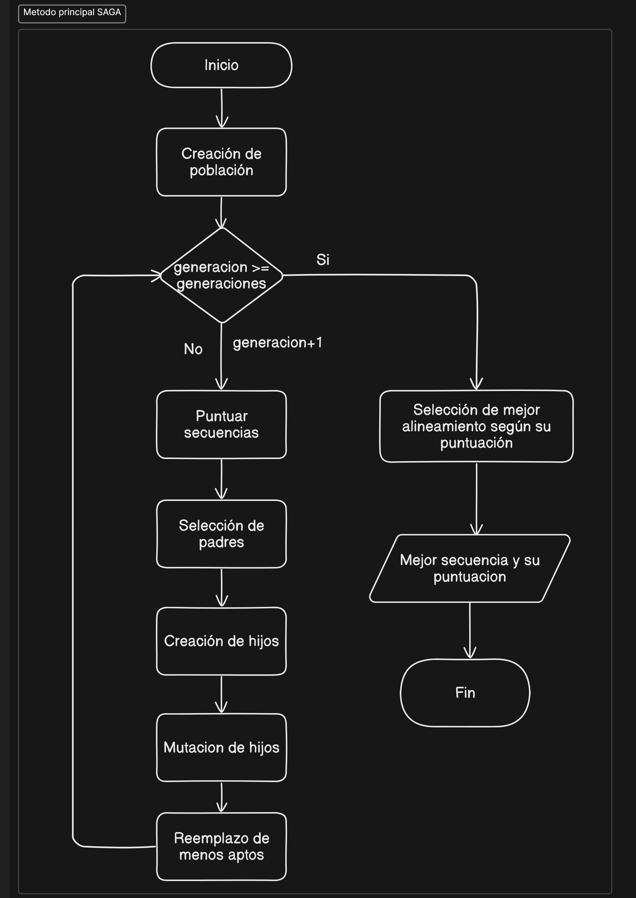 Metodo principal SAGA
Inicio
Creación de
población
generacion >=
generaciones
Si
No
generacion+1
Puntuar
secuencias
Selección de
padres
Creación de hijos
Mutacion de hijos
Reemplazo de
menos aptos
Selección de mejor
alineamiento según su
puntuación
Mejor secuencia y su
puntuacion
Fin